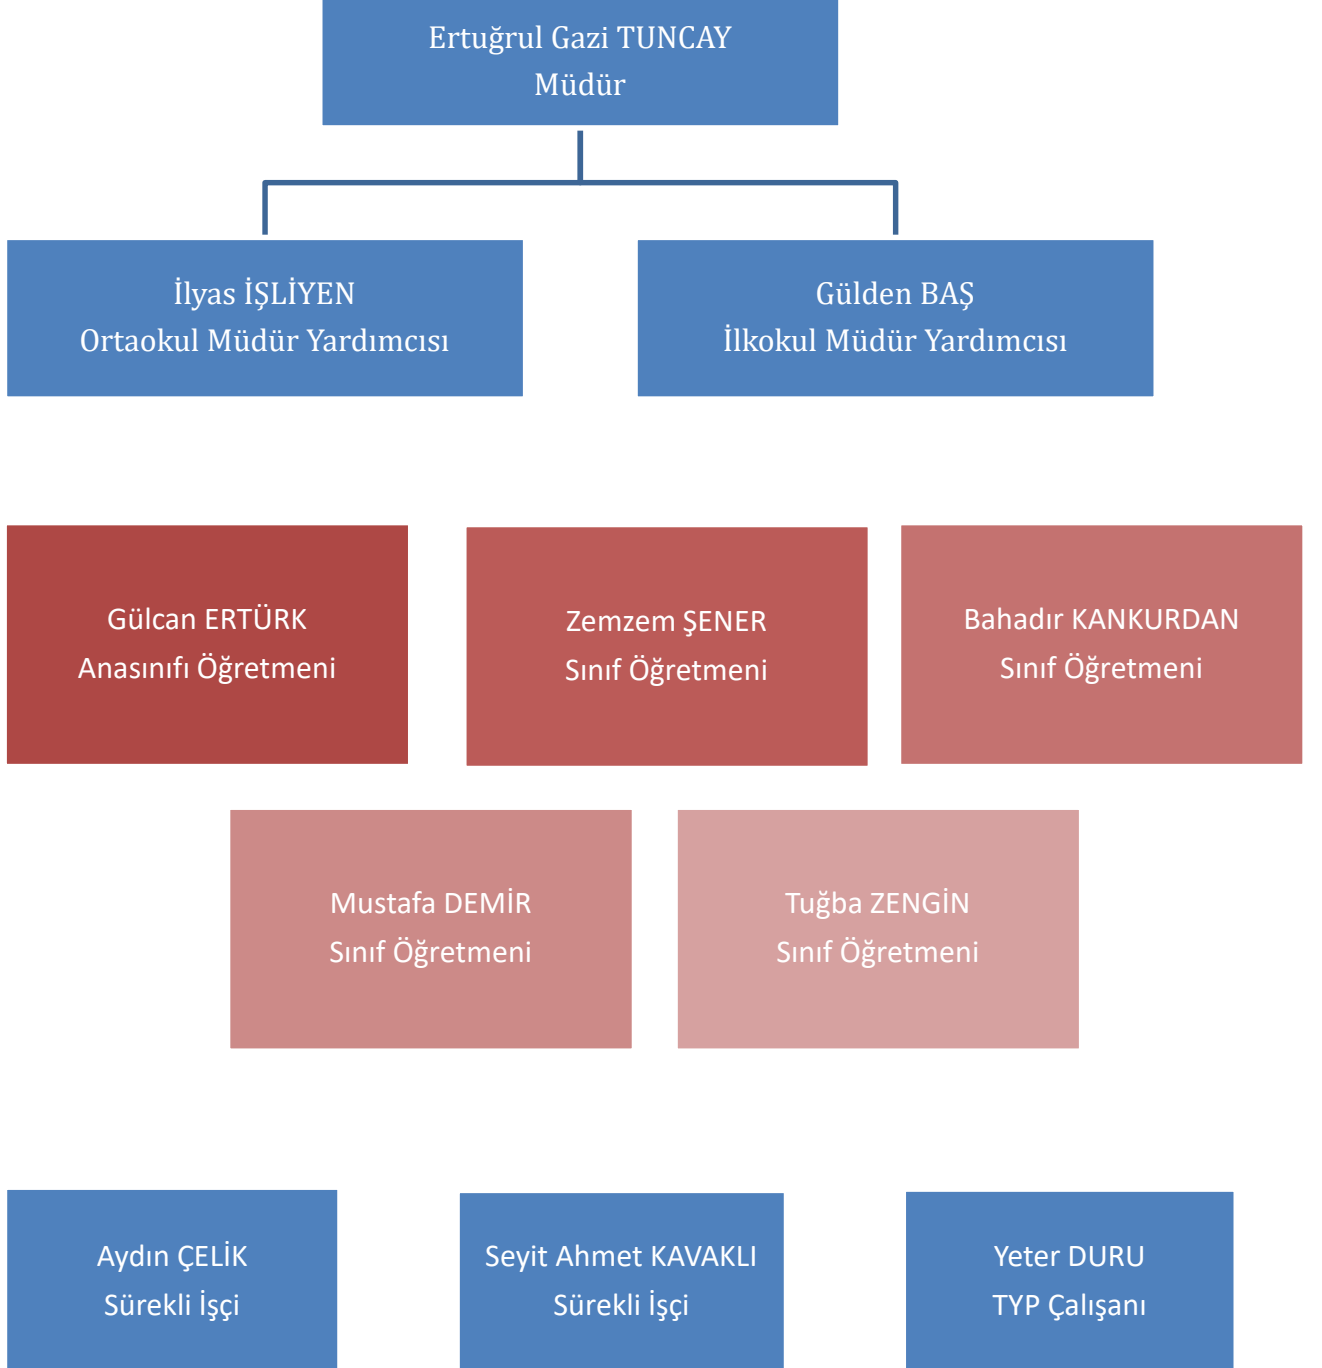 Ertuğrul Gazi TUNCAY
Müdür
İlyas İŞLİYEN
Ortaokul Müdür Yardımcısı
Gülden BAŞ
İlkokul Müdür Yardımcısı
Gülcan ERTÜRK
Anasınıfı Öğretmeni
Zemzem ŞENER
Sınıf Öğretmeni
Bahadır KANKURDAN
Sınıf Öğretmeni
Mustafa DEMİR
Sınıf Öğretmeni
Tuğba ZENGİN
Sınıf Öğretmeni
Aydın ÇELİK
Sürekli İşçi
Seyit Ahmet KAVAKLI
Sürekli İşçi
Yeter DURU
TYP Çalışanı